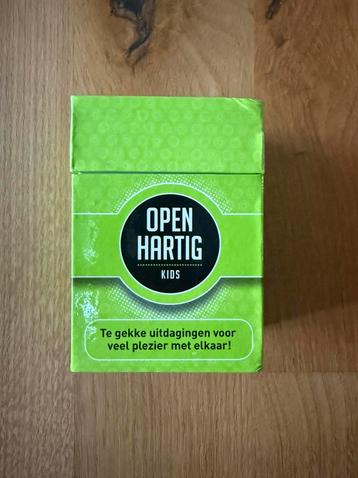 OPEN
HARTIG
KIDS
Te gekke uitdagingen voor
veel plezier met elkaar!